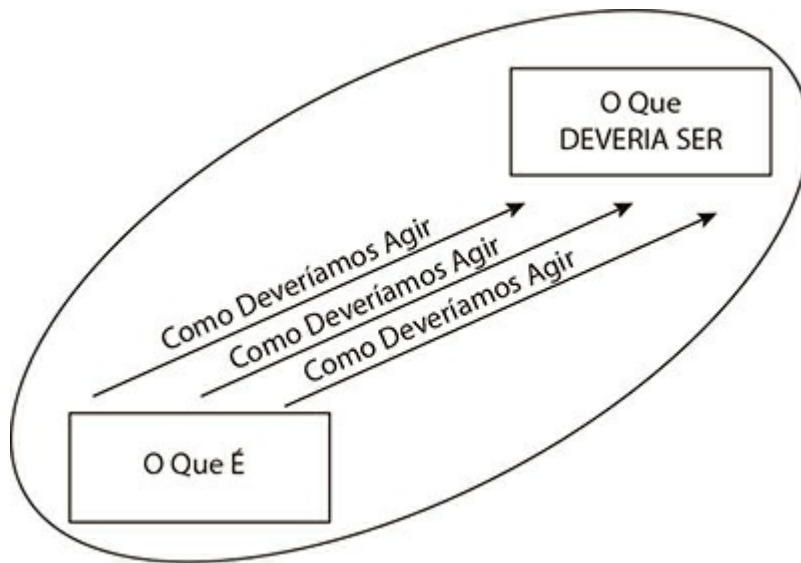 O Que
DEVERIA SER
Como Deveríamos Agir
Como Deveríamos Agir
Como Deveríamos Agir
O Que É